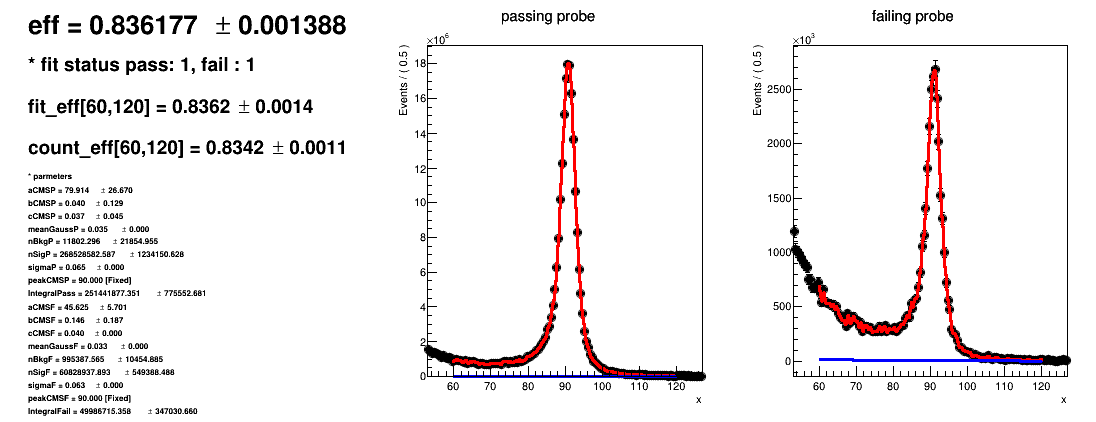 eff = 0.836177 ± 0.001388
* fit status pass: 1, fail : 1
fit_eff[60,120] = 0.8362 ± 0.0014
count_eff[60,120] = 0.8342 ± 0.0011
* parmeters
aCMSP = 79.914 ± 26.670
bCMSP = 0.040 ± 0.129
cCMSP = 0.037 ± 0.045
meanGaussP = 0.035 ± 0.000
nBkgP = 11802.296 ± 21854.955
nSigP = 268528582.587 ± 1234150.628
sigmaP = 0.065 ± 0.000
peakCMSP = 90.000 [Fixed]
IntegralPass = 251441877.351 ± 775552.681
aCMSF = 45.625 ± 5.701
bCMSF = 0.146 ± 0.187
cCMSF = 0.040 ± 0.000
meanGaussF = 0.033 ± 0.000
nBkgF = 995387.565 ± 10454.885
nSigF = 60828937.893 ± 549388.488
sigmaF = 0.063 ± 0.000
peakCMSF = 90.000 [Fixed]
IntegralFail = 49986715.358 ± 347030.660
passing probe
×10⁶
Events / ( 0.5 )
18
16
14
12
10
8
6
4
2
0
60 70 80 90 100 110 120
x
failing probe
×10³
Events / ( 0.5 )
2500
2000
1500
1000
500
0
60 70 80 90 100 110 120
x